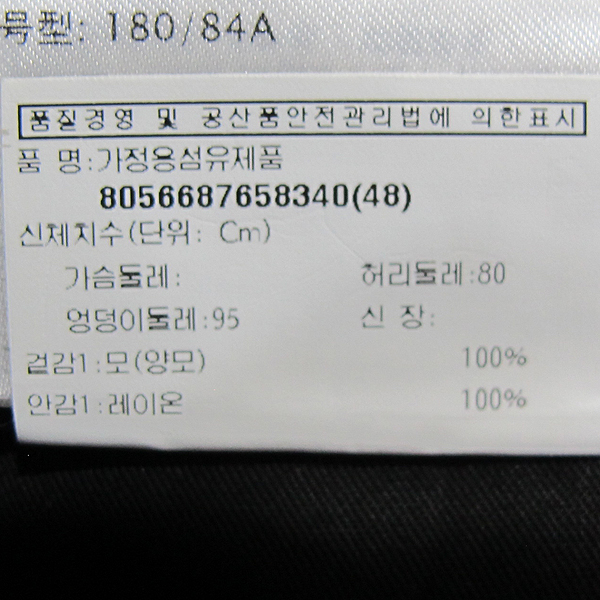 号型: 180/84A
품질경영 및 공산품안전관리법에 의한표시
품 명:가정용섬유제품
8056687658340(48)
신체치수(단위: Cm)
가슴둘레: 허리둘레:80
엉덩이둘레:95 신 장:
겉감1:모(양모) 100%
안감1:레이온 100%